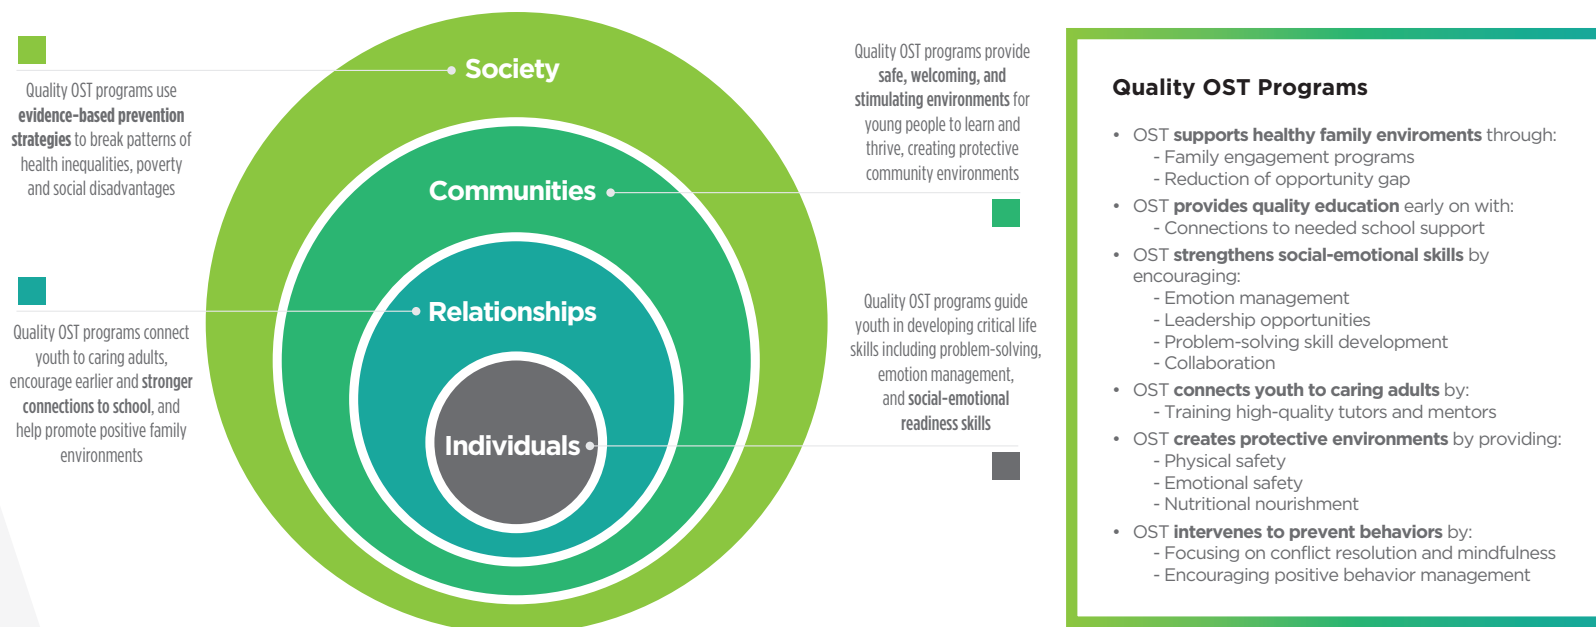 Society
Quality OST programs use
evidence-based prevention
strategies to break patterns of
health inequalities, poverty
and social disadvantages
Quality OST programs provide
safe, welcoming, and
stimulating environments for
young people to learn and
thrive, creating protective
community environments
Communities
Relationships
Quality OST programs connect
youth to caring adults,
encourage earlier and stronger
connections to school, and
help promote positive family
environments
Quality OST programs guide
youth in developing critical life
skills including problem-solving,
emotion management,
and social-emotional
readiness skills
Individuals
Quality OST Programs
• OST supports healthy family enviroments through:
- Family engagement programs
- Reduction of opportunity gap
• OST provides quality education early on with:
- Connections to needed school support
• OST strengthens social-emotional skills by
encouraging:
- Emotion management
- Leadership opportunities
- Problem-solving skill development
- Collaboration
• OST connects youth to caring adults by:
- Training high-quality tutors and mentors
• OST creates protective environments by providing:
- Physical safety
- Emotional safety
- Nutritional nourishment
• OST intervenes to prevent behaviors by:
- Focusing on conflict resolution and mindfulness
- Encouraging positive behavior management